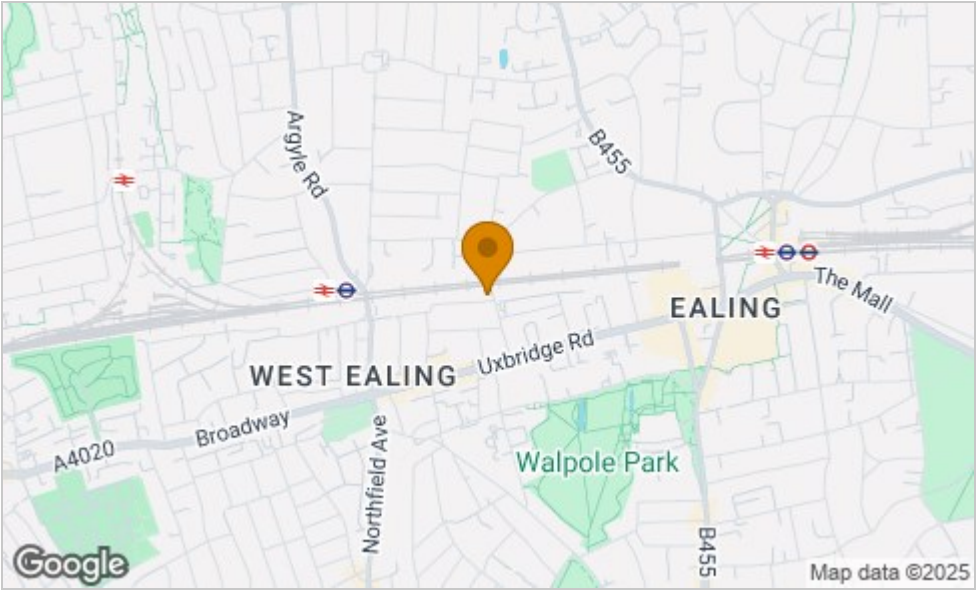 Argyle Rd
B455
The Mall
EALING
Uxbridge Rd
WEST EALING
Broadway
A4020
Northfield Ave
Walpole Park
B455
Google
Map data ©2025